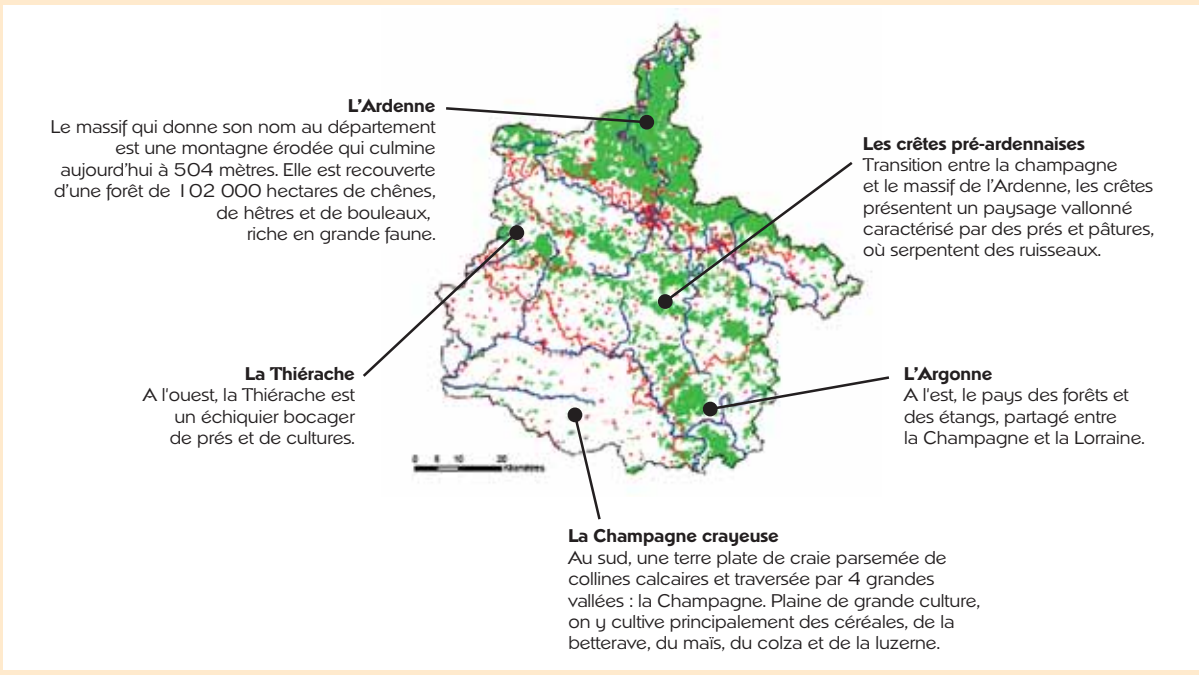 L'Ardenne
Le massif qui donne son nom au département
est une montagne érodée qui culmine
aujourd'hui à 504 mètres. Elle est recouverte
d'une forêt de 102 000 hectares de chênes,
de hêtres et de bouleaux,
riche en grande faune.
Les crêtes pré-ardennaises
Transition entre la champagne
et le massif de l'Ardenne, les crêtes
présentent un paysage vallonné
caractérisé par des prés et pâtures,
où serpentent des ruisseaux.
La Thiérache
A l'ouest, la Thiérache est
un échiquier bocager
de prés et de cultures.
L'Argonne
A l'est, le pays des forêts et
des étangs, partagé entre
la Champagne et la Lorraine.
0 5 10 20
Kilomètres
La Champagne crayeuse
Au sud, une terre plate de craie parsemée de
collines calcaires et traversée par 4 grandes
vallées : la Champagne. Plaine de grande culture,
on y cultive principalement des céréales, de la
betterave, du maïs, du colza et de la luzerne.